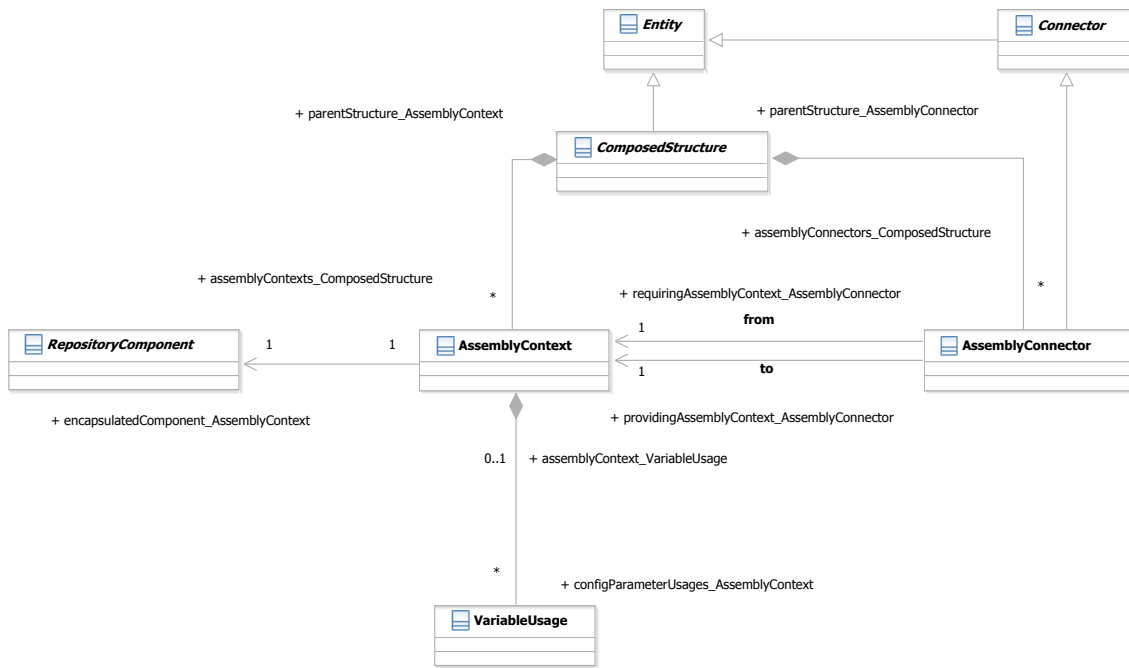 Entity
Connector
+ parentStructure_AssemblyContext
+ parentStructure_AssemblyConnector
ComposedStructure
+ assemblyConnectors_ComposedStructure
+ assemblyContexts_ComposedStructure
*
+ requiringAssemblyContext_AssemblyConnector
*
from
1
RepositoryComponent
1
1
AssemblyContext
AssemblyConnector
1
to
+ encapsulatedComponent_AssemblyContext
+ providingAssemblyContext_AssemblyConnector
0..1
+ assemblyContext_VariableUsage
*
+ configParameterUsages_AssemblyContext
VariableUsage